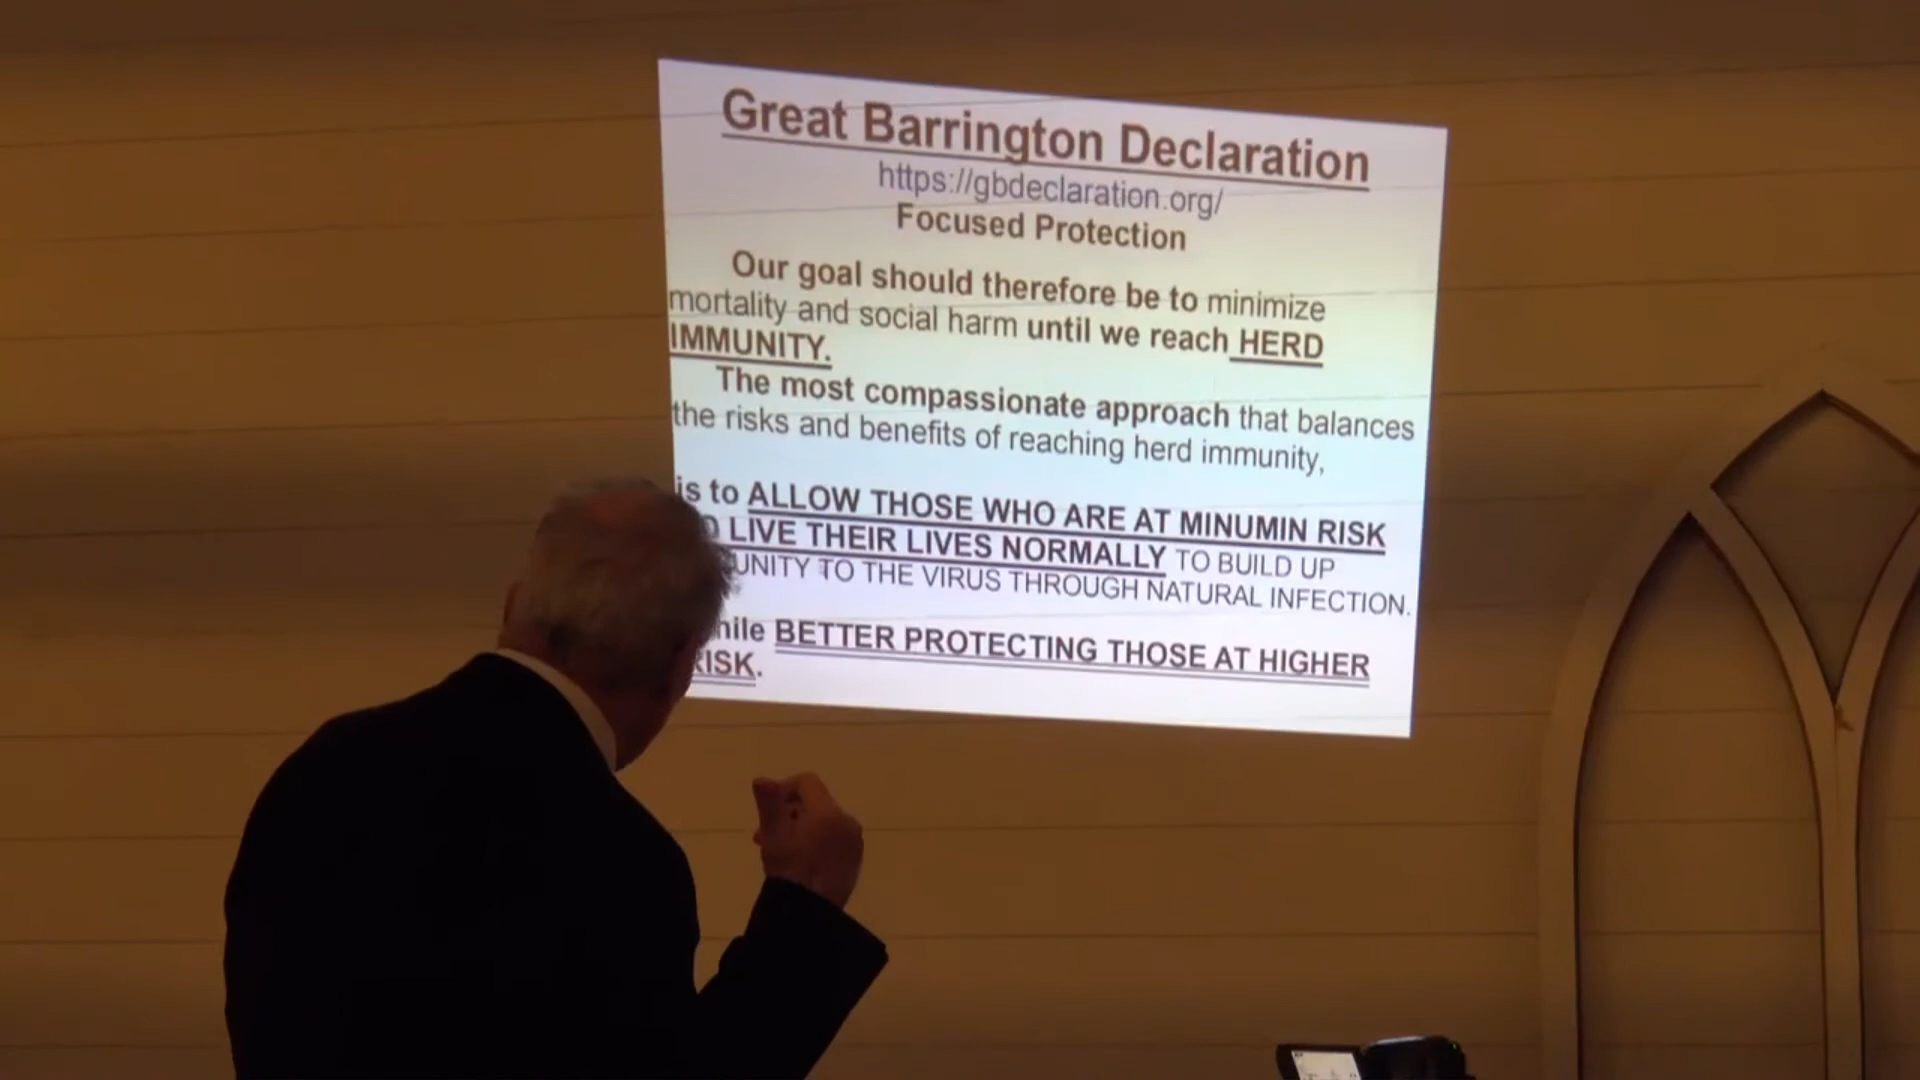 Great Barrington Declaration
https://gbdeclaration.org/
Focused Protection
Our goal should therefore be to minimize
mortality and social harm until we reach HERD
IMMUNITY.
The most compassionate approach that balances
the risks and benefits of reaching herd immunity,
is to ALLOW THOSE WHO ARE AT MINUMIN RISK
LIVE THEIR LIVES NORMALLY TO BUILD UP
UNITY TO THE VIRUS THROUGH NATURAL INFECTION.
hile BETTER PROTECTING THOSE AT HIGHER
RISK.